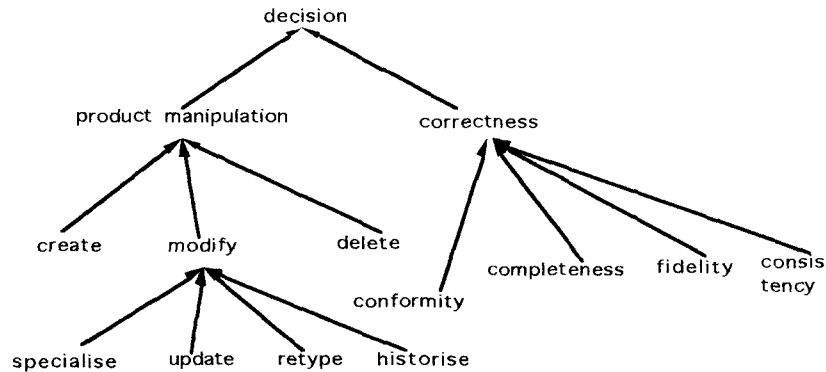 decision
product manipulation
correctness
create
modify
delete
completeness
fidelity
consis
tency
conformity
specialise
update
retype
historise